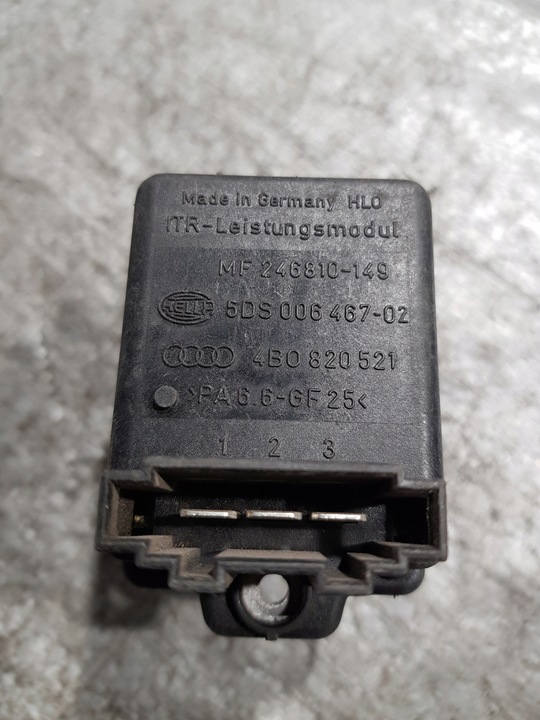 Made in Germany HLO
ITR-Leistungsmodul
MF 246810-149
HELLA 5DS 006 467-02
4B0 820 521
>PA 6.6-GF 25<
1 2 3